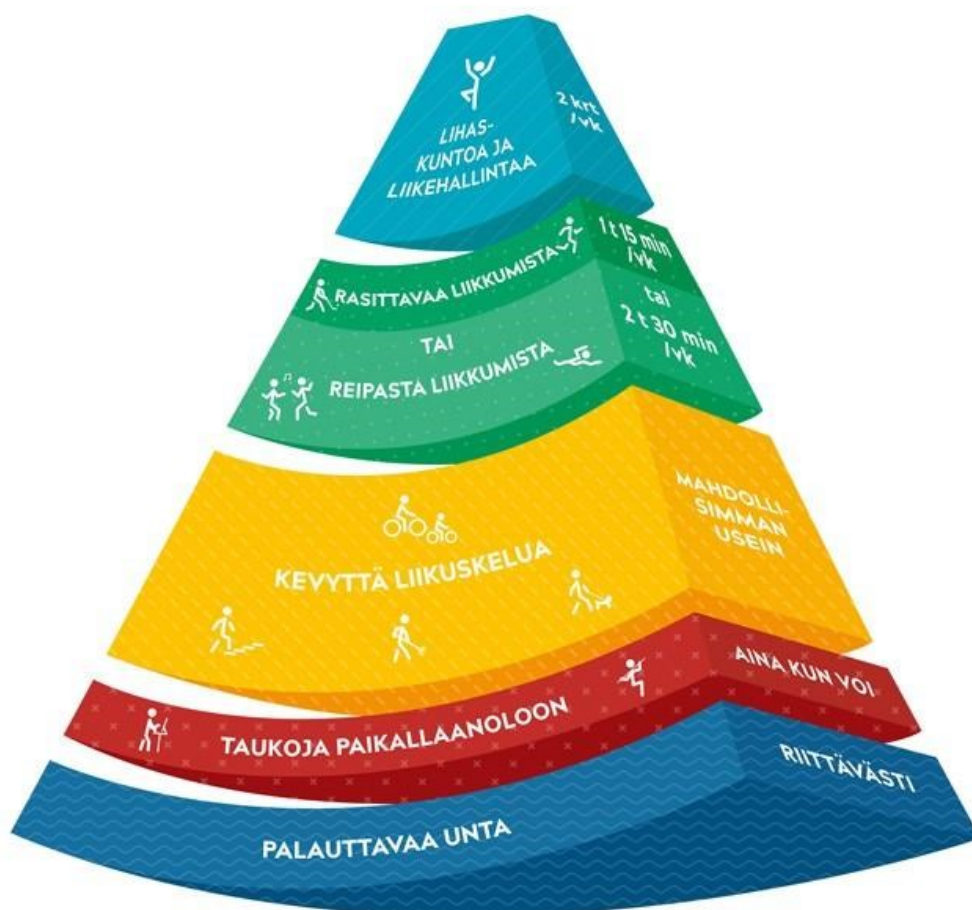 LIHAS-
KUNTOA JA
LIIKEHALLINTAA
2 krt
/vk
RASITTAVAA LIIKKUMISTA
1 t 15 min
/vk
TAI
tai
REIPASTA LIIKKUMISTA
2 t 30 min
/vk
KEVYTTÄ LIIKUSKELUA
MAHDOLLI-
SIMMAN
USEIN
TAUKOJA PAIKALLAANOLOON
AINA KUN VOI
PALAUTTAVAA UNTA
RIITTÄVÄSTI